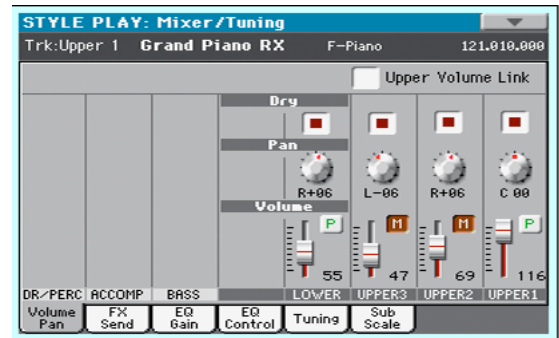 STYLE PLAY: Mixer/Tuning
Trk:Upper 1 Grand Piano RX F-Piano 121.010.000
Upper Volume Link
Dry
Pan
R+06 L-06 R+06 C 00
Volume
P M M P
55 47 69 116
DR/PERC ACCOMP BASS LOWER UPPER3 UPPER2 UPPER1
Volume Pan FX Send EQ Gain EQ Control Tuning Sub Scale